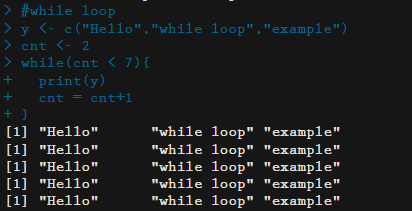 > #while loop
> y <- c("Hello","while loop","example")
> cnt <- 2
> while(cnt < 7){
+   print(y)
+   cnt = cnt+1
+ }
[1] "Hello"      "while loop" "example"
[1] "Hello"      "while loop" "example"
[1] "Hello"      "while loop" "example"
[1] "Hello"      "while loop" "example"
[1] "Hello"      "while loop" "example"